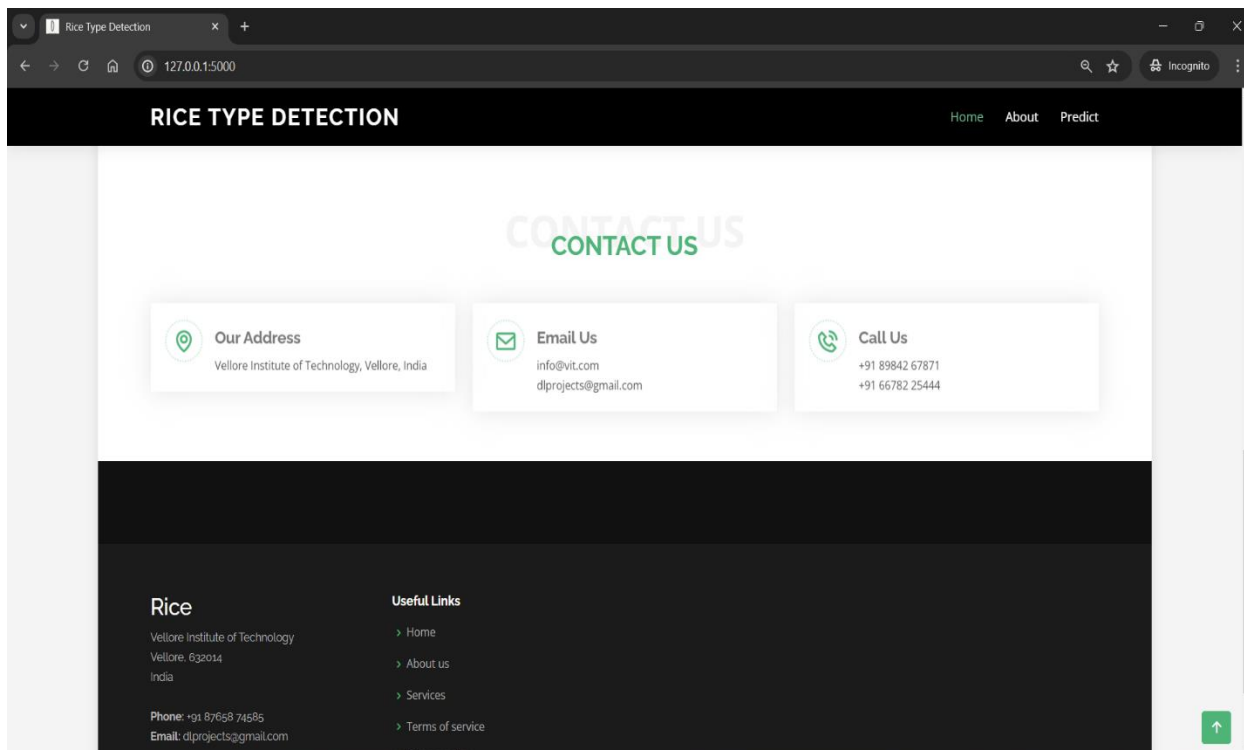 Rice Type Detection
127.0.0.1:5000
Incognito
RICE TYPE DETECTION
Home About Predict
CONTACT US
CONTACT US
Our Address
Vellore Institute of Technology, Vellore, India
Email Us
info@vit.com
dlprojects@gmail.com
Call Us
+91 89842 67871
+91 66782 25444
Rice
Vellore Institute of Technology
Vellore, 632014
India
Phone: +91 87658 74585
Email: dlprojects@gmail.com
Useful Links
Home
About us
Services
Terms of service